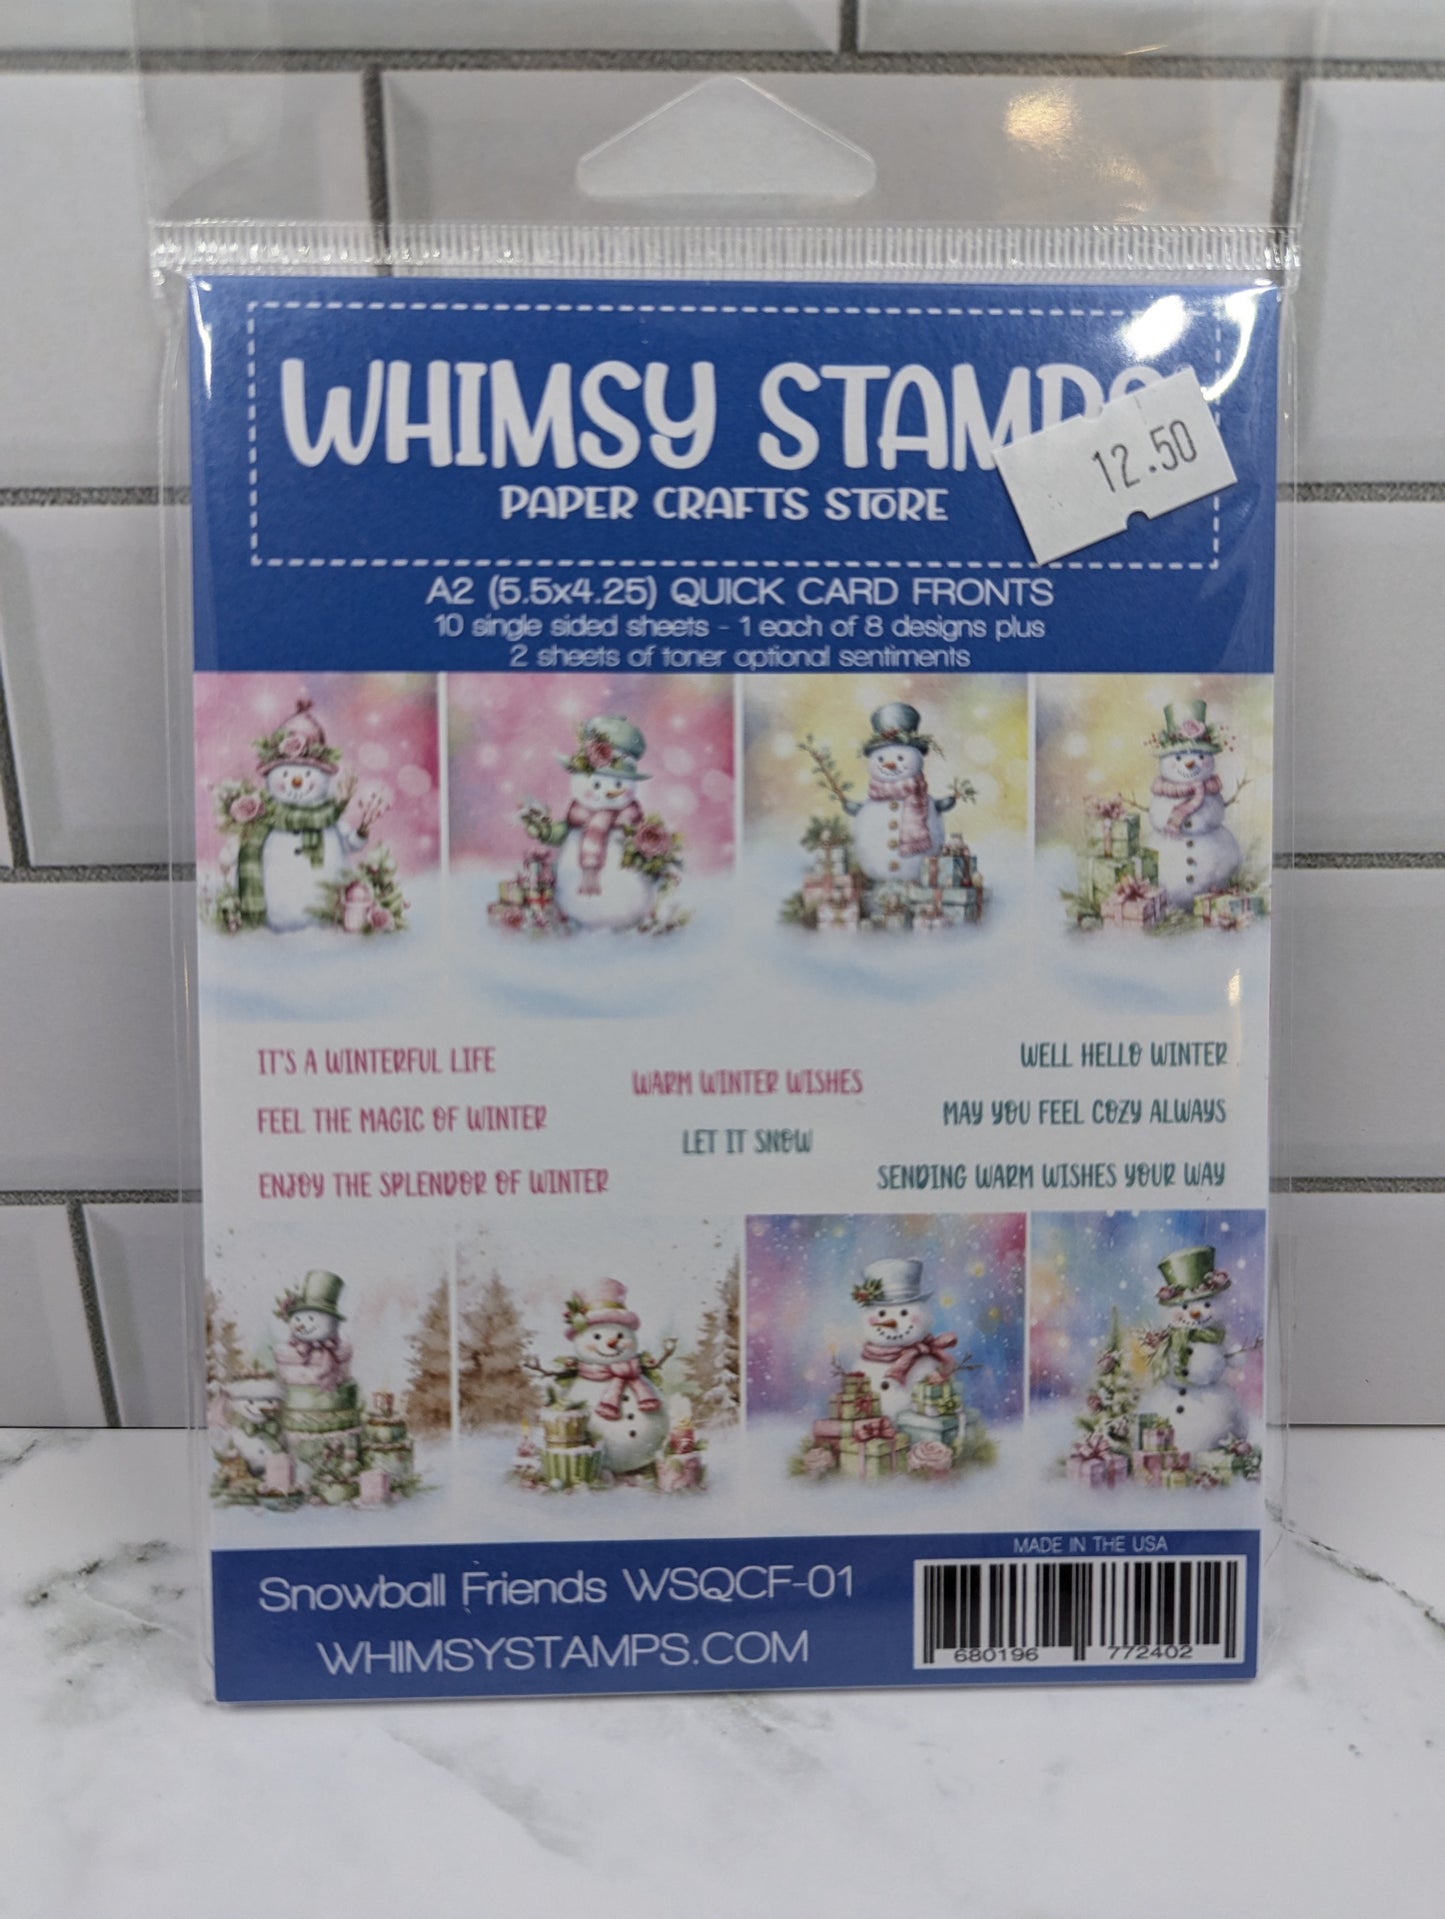 WHIMSY STAMPS
12.50
PAPER CRAFTS STORE
A2 (5.5x4.25) QUICK CARD FRONTS
10 single sided sheets - 1 each of 8 designs plus
2 sheets of toner optional sentiments
IT'S A WINTERFUL LIFE
FEEL THE MAGIC OF WINTER
ENJOY THE SPLENDOR OF WINTER
WARM WINTER WISHES
LET IT SNOW
WELL HELLO WINTER
MAY YOU FEEL COZY ALWAYS
SENDING WARM WISHES YOUR WAY
Snowball Friends WSQCF-01
WHIMSYSTAMPS.COM
MADE IN THE USA
680196 772402